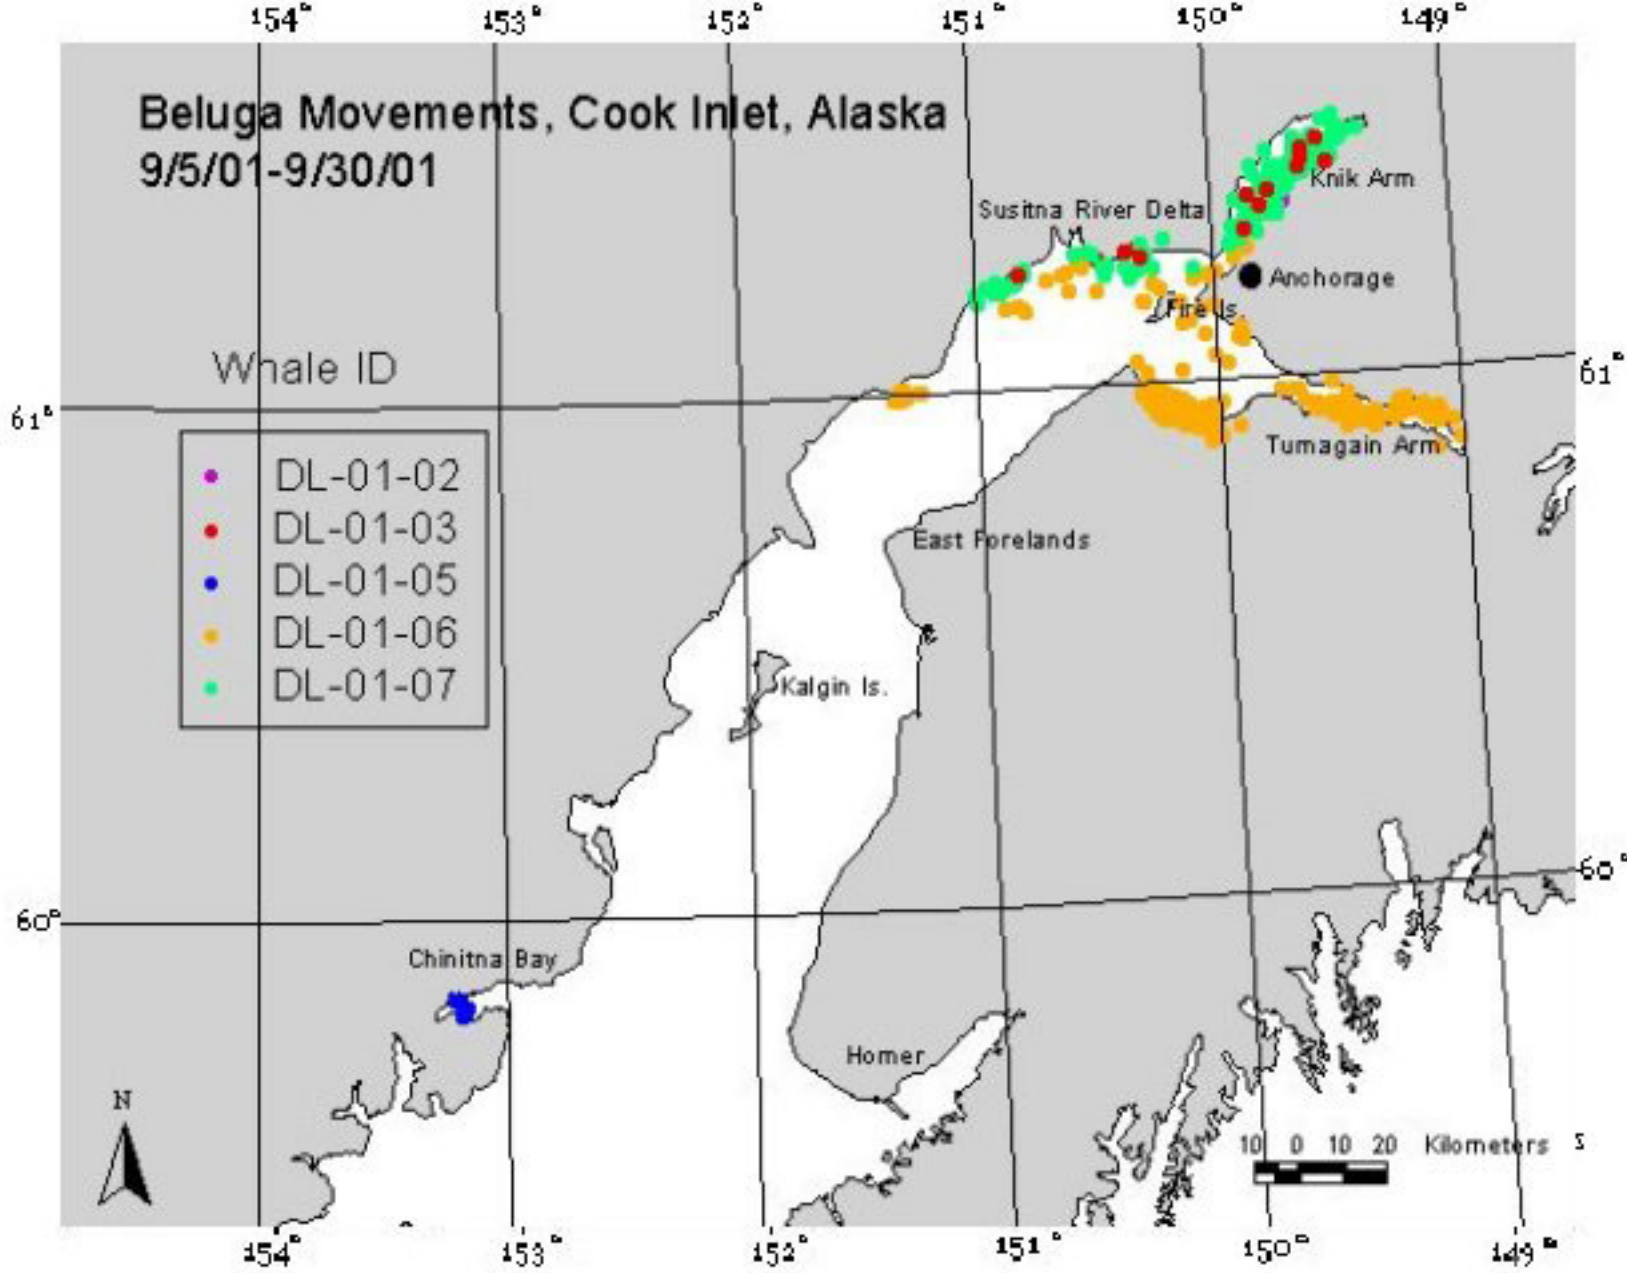 154° 153° 152° 151° 150° 149°
Beluga Movements, Cook Inlet, Alaska
9/5/01-9/30/01
Knik Arm
Susitna River Delta
Anchorage
Fire Is.
Whale ID
61°
61°
DL-01-02
DL-01-03
DL-01-05
DL-01-06
DL-01-07
Turnagain Arm
East Forelands
Kalgin Is.
60°
60°
Chinitna Bay
Homer
N
10 0 10 20 Kilometers
S
154° 153° 152° 151° 150° 149°